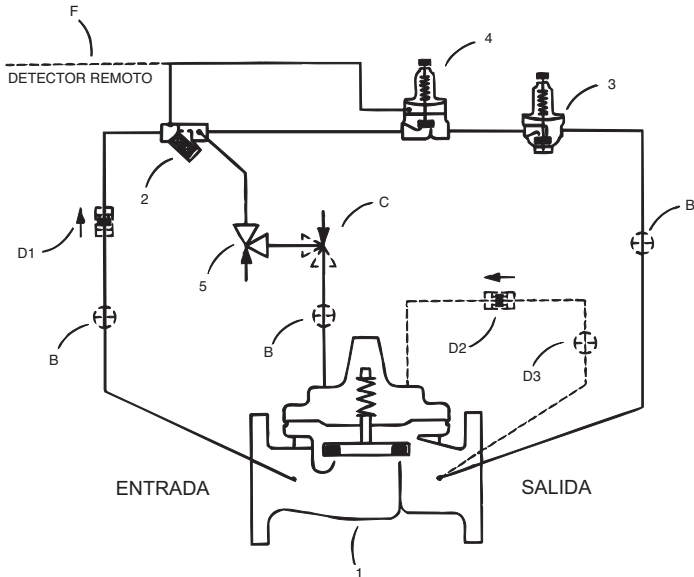 F
4
DETECTOR REMOTO
3
2
C
B
D1
5
B
B
D2
D3
ENTRADA
SALIDA
1